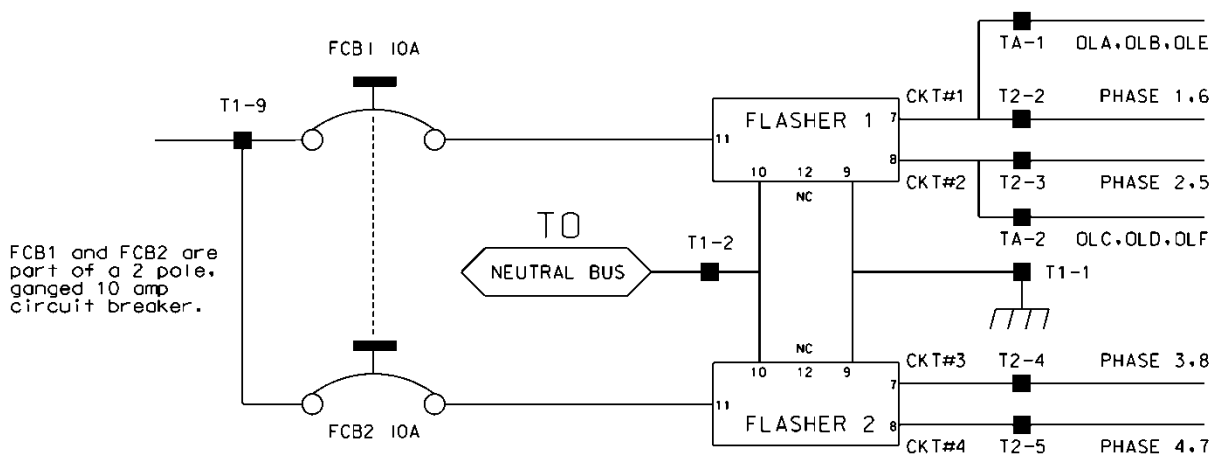 FCB1 10A
TA-1 OLA,OLB,OLE
T1-9
CKT#1 T2-2 PHASE 1,6
FLASHER 1
11
7
8
10 12 9
NC
CKT#2 T2-3 PHASE 2,5
TA-2 OLC,OLD,OLF
TO
NEUTRAL BUS
T1-2
T1-1
FCB1 and FCB2 are
part of a 2 pole,
ganged 10 amp
circuit breaker.
NC
10 12 9
CKT#3 T2-4 PHASE 3,8
7
11
FLASHER 2
8
FCB2 10A
CKT#4 T2-5 PHASE 4,7